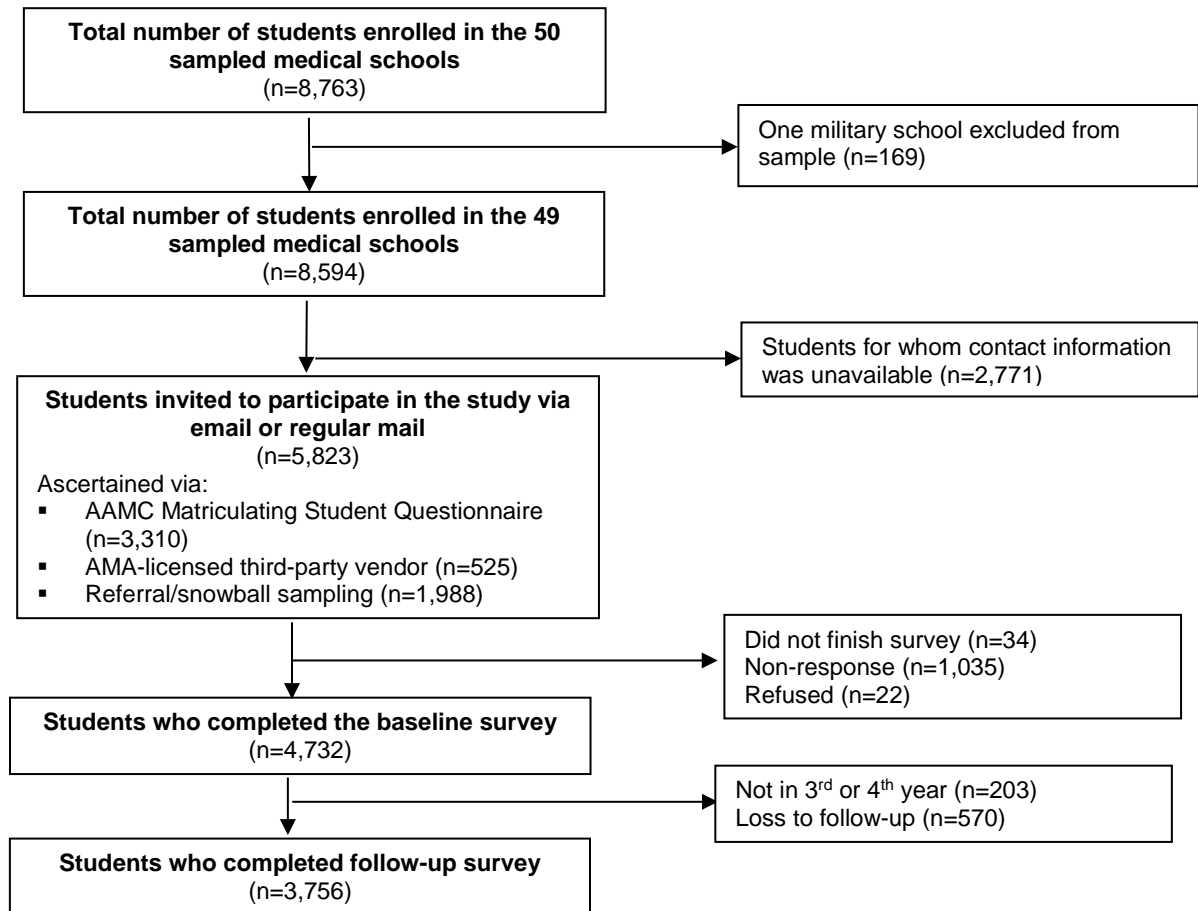 Total number of students enrolled in the 50
sampled medical schools
(n=8,763)
One military school excluded from
sample (n=169)
Total number of students enrolled in the 49
sampled medical schools
(n=8,594)
Students for whom contact information
was unavailable (n=2,771)
Students invited to participate in the study via
email or regular mail
(n=5,823)
Ascertained via:
▪ AAMC Matriculating Student Questionnaire
(n=3,310)
▪ AMA-licensed third-party vendor (n=525)
▪ Referral/snowball sampling (n=1,988)
Did not finish survey (n=34)
Non-response (n=1,035)
Refused (n=22)
Students who completed the baseline survey
(n=4,732)
Not in 3rd or 4th year (n=203)
Loss to follow-up (n=570)
Students who completed follow-up survey
(n=3,756)